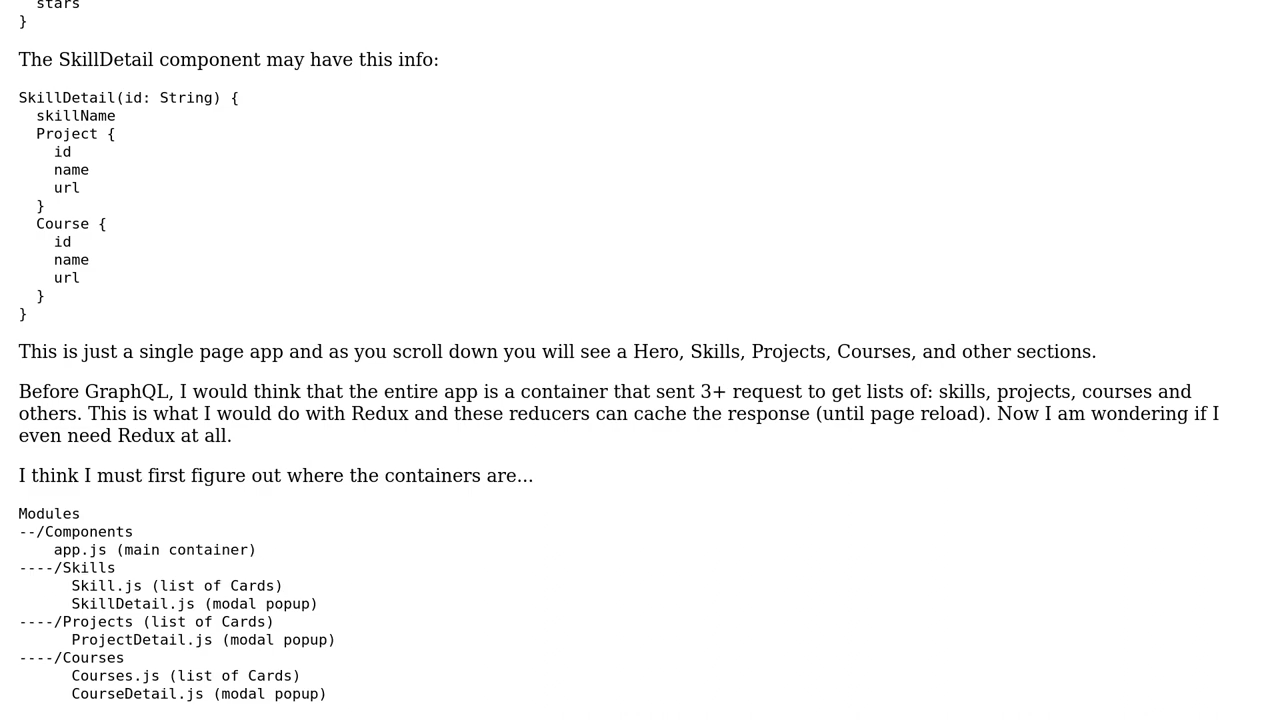 stars
}
The SkillDetail component may have this info:
SkillDetail(id: String) {
  skillName
  Project {
    id
    name
    url
  }
  Course {
    id
    name
    url
  }
}
This is just a single page app and as you scroll down you will see a Hero, Skills, Projects, Courses, and other sections.
Before GraphQL, I would think that the entire app is a container that sent 3+ request to get lists of: skills, projects, courses and
others. This is what I would do with Redux and these reducers can cache the response (until page reload). Now I am wondering if I
even need Redux at all.
I think I must first figure out where the containers are...
Modules
--/Components
    app.js (main container)
----/Skills
      Skill.js (list of Cards)
      SkillDetail.js (modal popup)
----/Projects (list of Cards)
      ProjectDetail.js (modal popup)
----/Courses
      Courses.js (list of Cards)
      CourseDetail.js (modal popup)